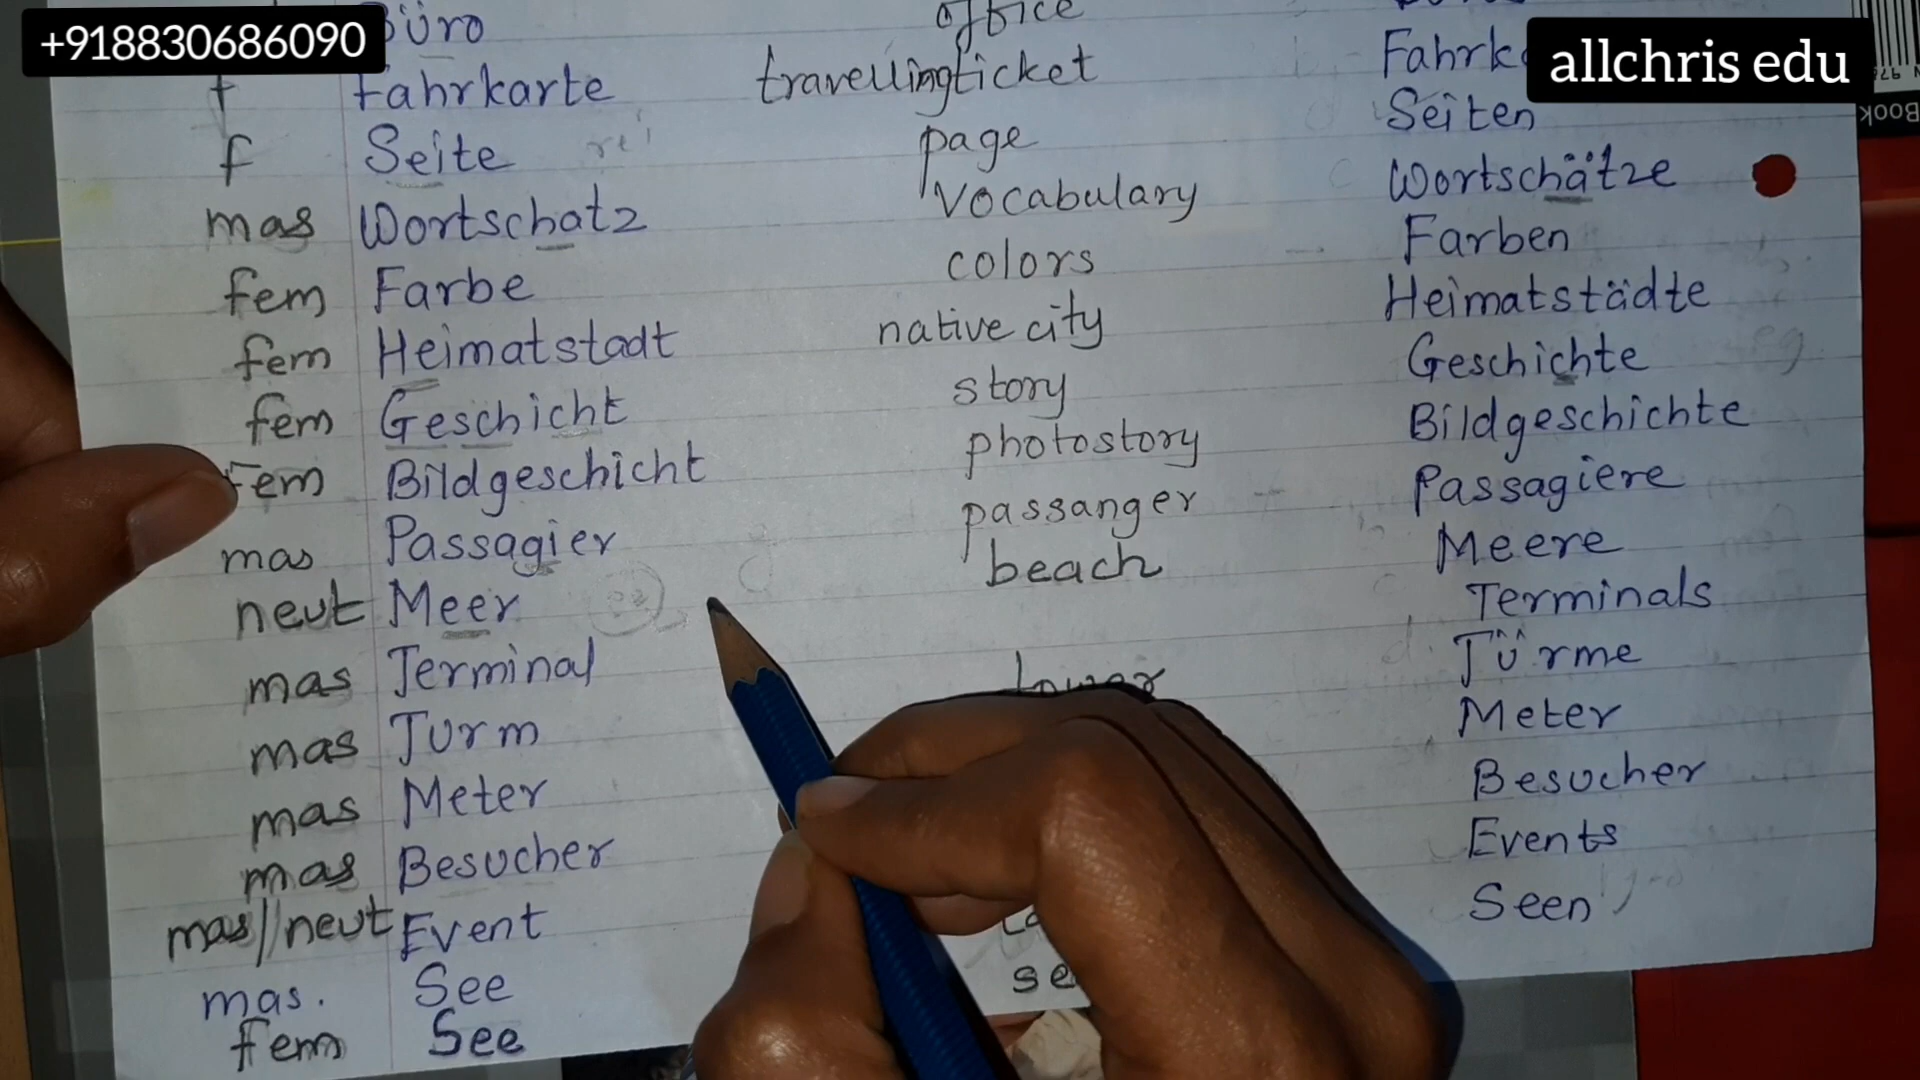 +918830686090
allchris edu
Büro office
f Fahrkarte travellingticket
f Seite page Seiten
mas Wortschatz vocabulary Wortschätze
fem Farbe colors Farben
fem Heimatstadt native city Heimatstädte
fem Geschicht story Geschichte
fem Bildgeschicht photostory Bildgeschichte
mas Passagier passanger Passagiere
neut Meer beach Meere
mas Terminal Terminals
mas Turm tower Türme
mas Meter Meter
mas Besucher Besucher
mas//neut Event Events
mas. See Seen
fem See
Book